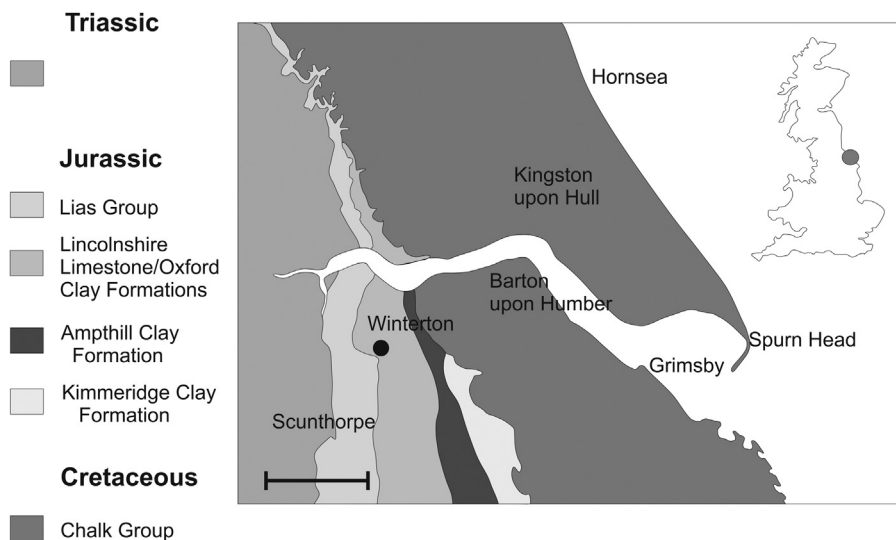 Triassic
Jurassic
Lias Group
Lincolnshire
Limestone/Oxford
Clay Formations
Ampthill Clay
Formation
Kimmeridge Clay
Formation
Cretaceous
Chalk Group
Hornsea
Kingston
upon Hull
Barton
upon Humber
Winterton
Spurn Head
Grimsby
Scunthorpe